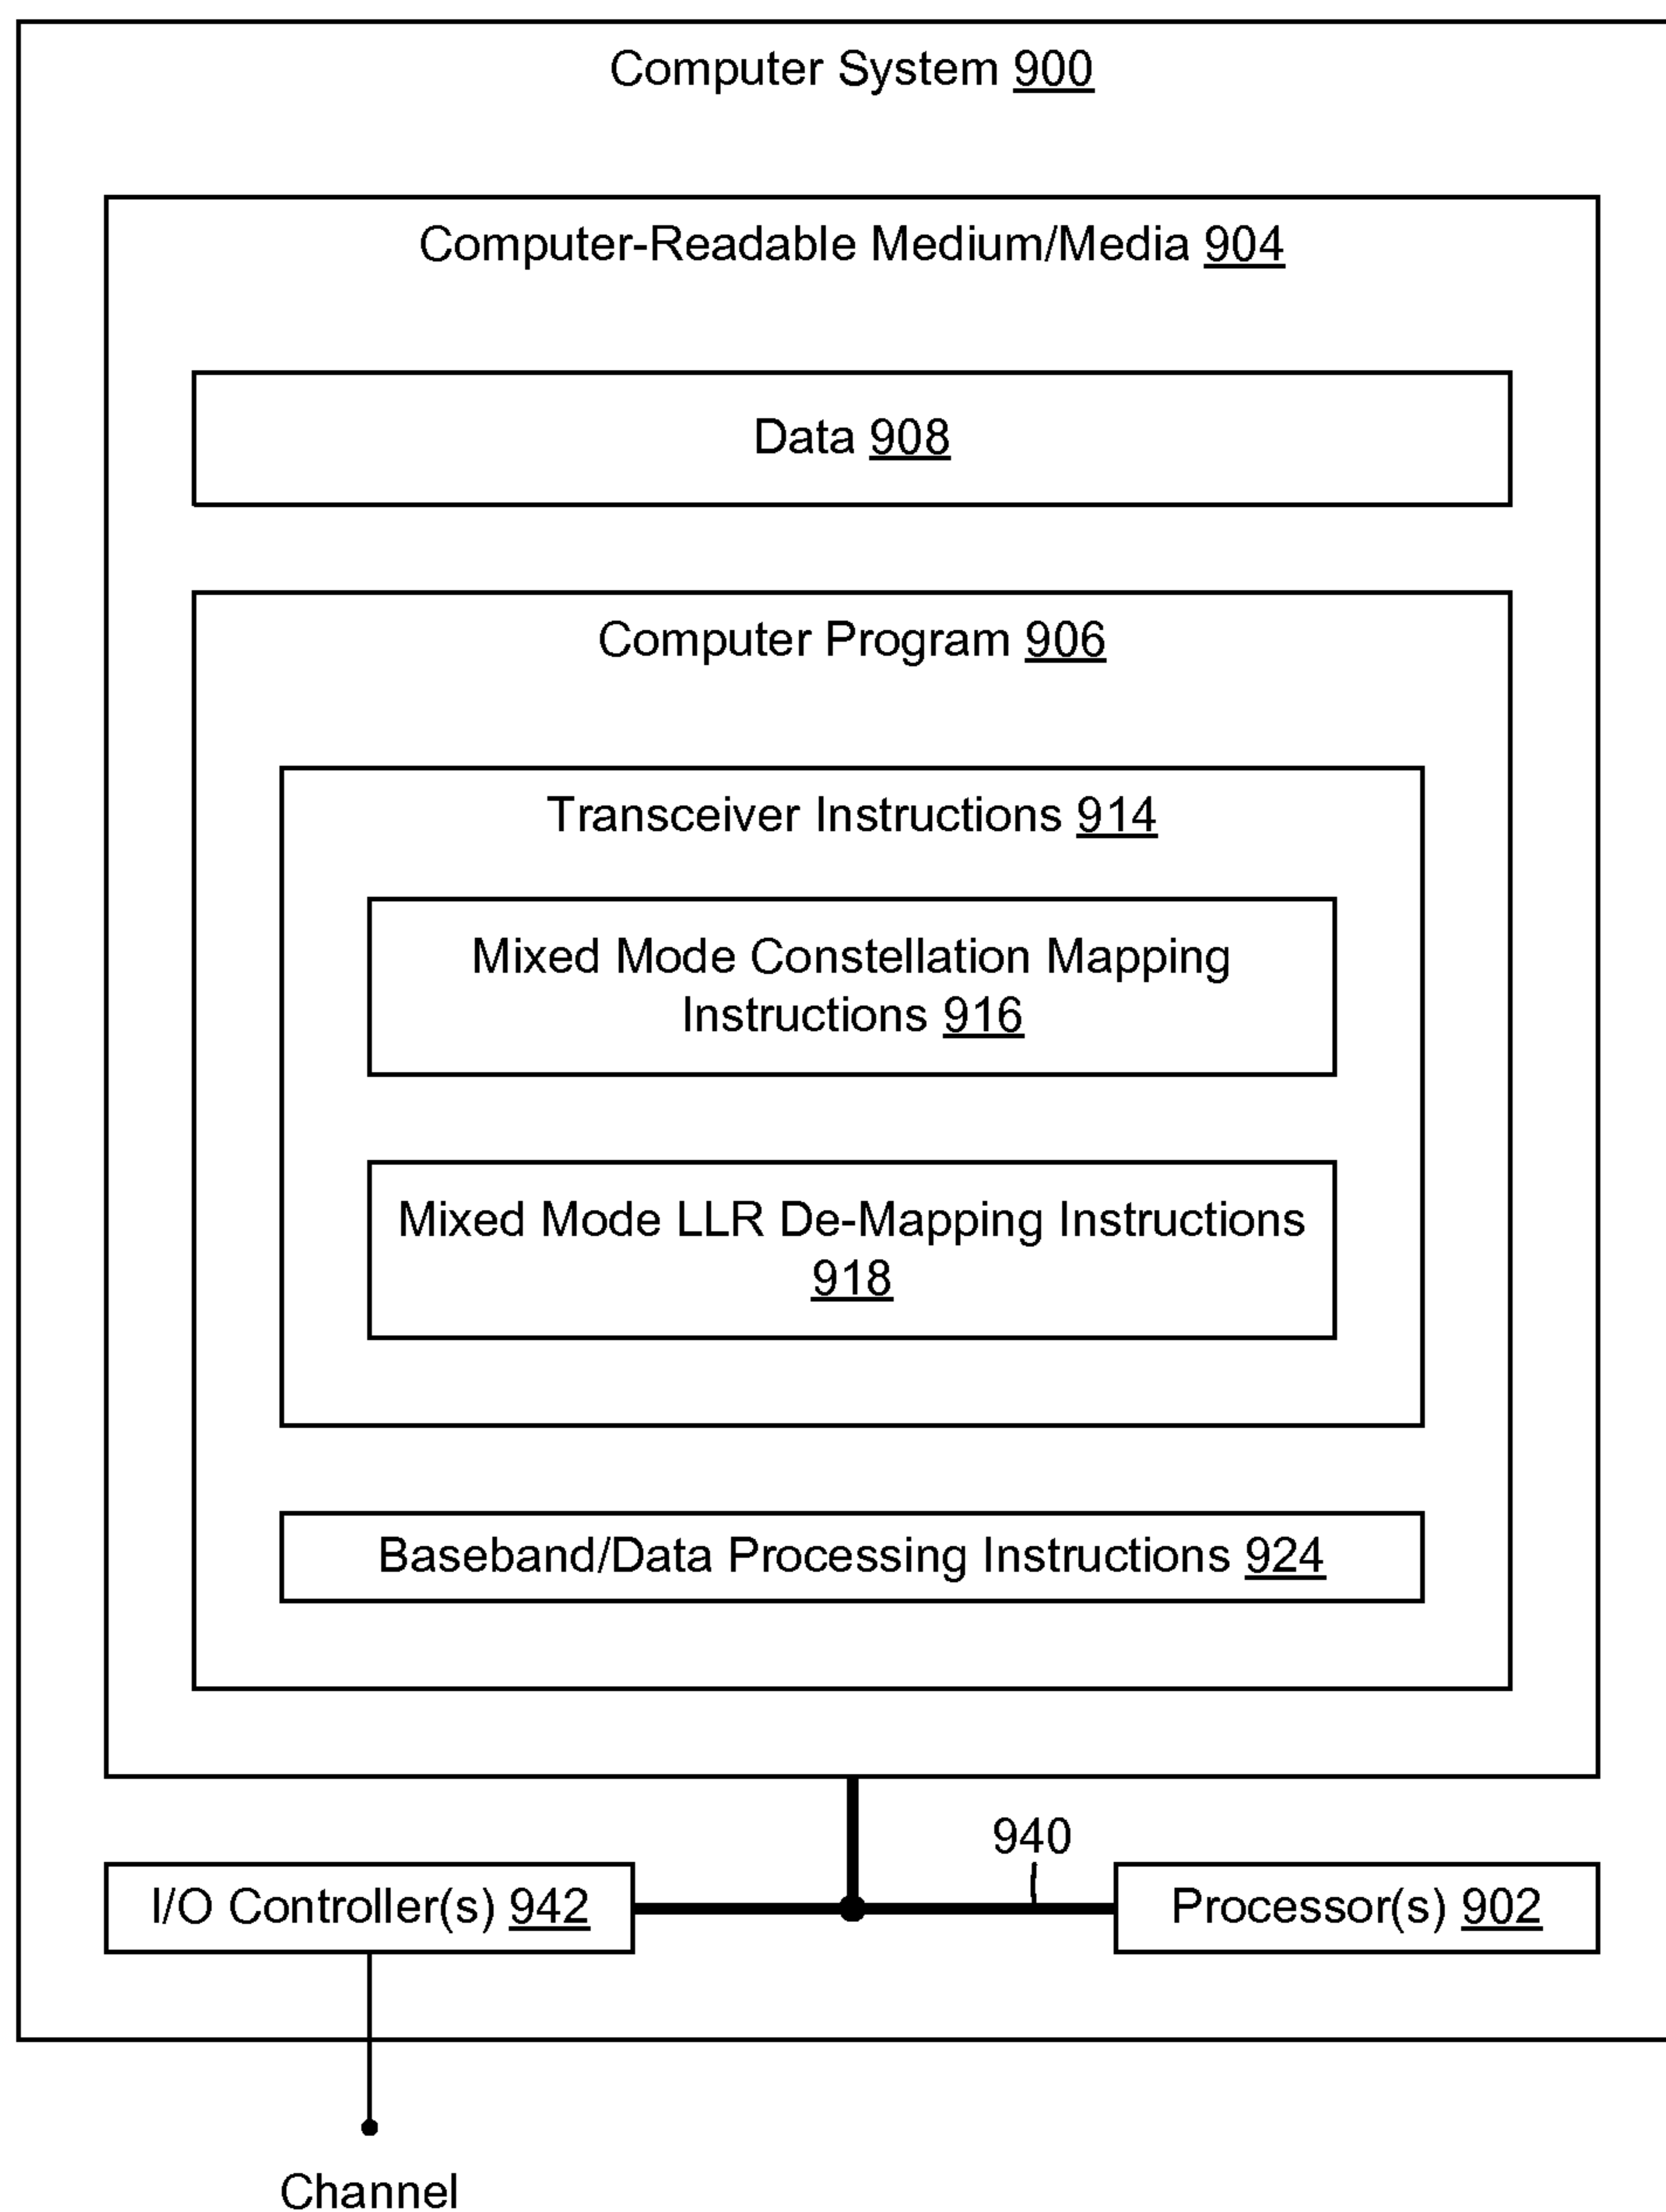 Computer System 900
Computer-Readable Medium/Media 904
Data 908
Computer Program 906
Transceiver Instructions 914
Mixed Mode Constellation Mapping
Instructions 916
Mixed Mode LLR De-Mapping Instructions
918
Baseband/Data Processing Instructions 924
940
I/O Controller(s) 942
Processor(s) 902
Channel